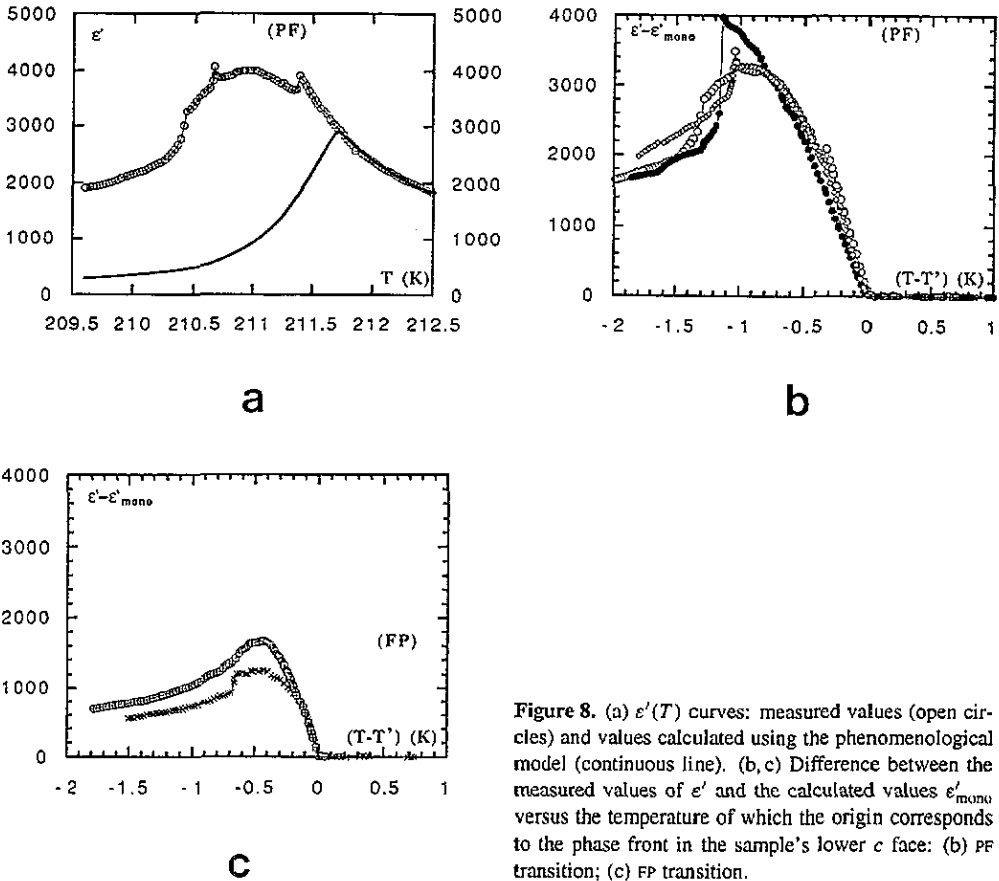 5000
ε'
(PF)
5000
4000
4000
3000
3000
2000
2000
1000
1000
0
T (K)
0
209.5 210 210.5 211 211.5 212 212.5
a
4000
ε'−ε'mono
(PF)
3000
2000
1000
(T-T') (K)
0
-2 -1.5 -1 -0.5 0 0.5 1
b
4000
ε'−ε'mono
3000
2000
(FP)
1000
(T-T') (K)
0
-2 -1.5 -1 -0.5 0 0.5 1
c
Figure 8. (a) ε'(T) curves: measured values (open cir-
cles) and values calculated using the phenomenological
model (continuous line). (b, c) Difference between the
measured values of ε' and the calculated values ε'mono
versus the temperature of which the origin corresponds
to the phase front in the sample's lower c face: (b) PF
transition; (c) FP transition.